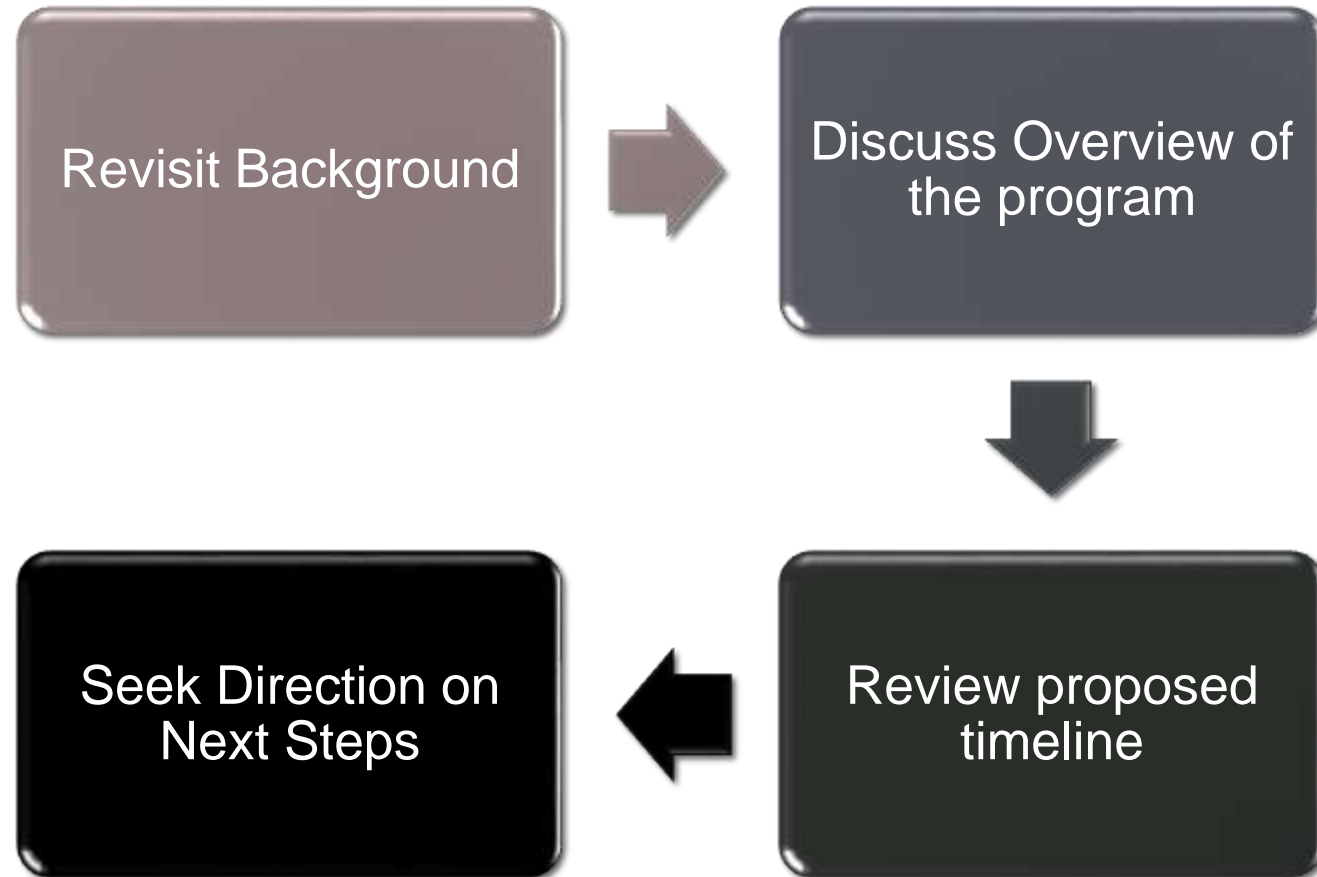 Revisit Background
Discuss Overview of
the program
Review proposed
timeline
Seek Direction on
Next Steps